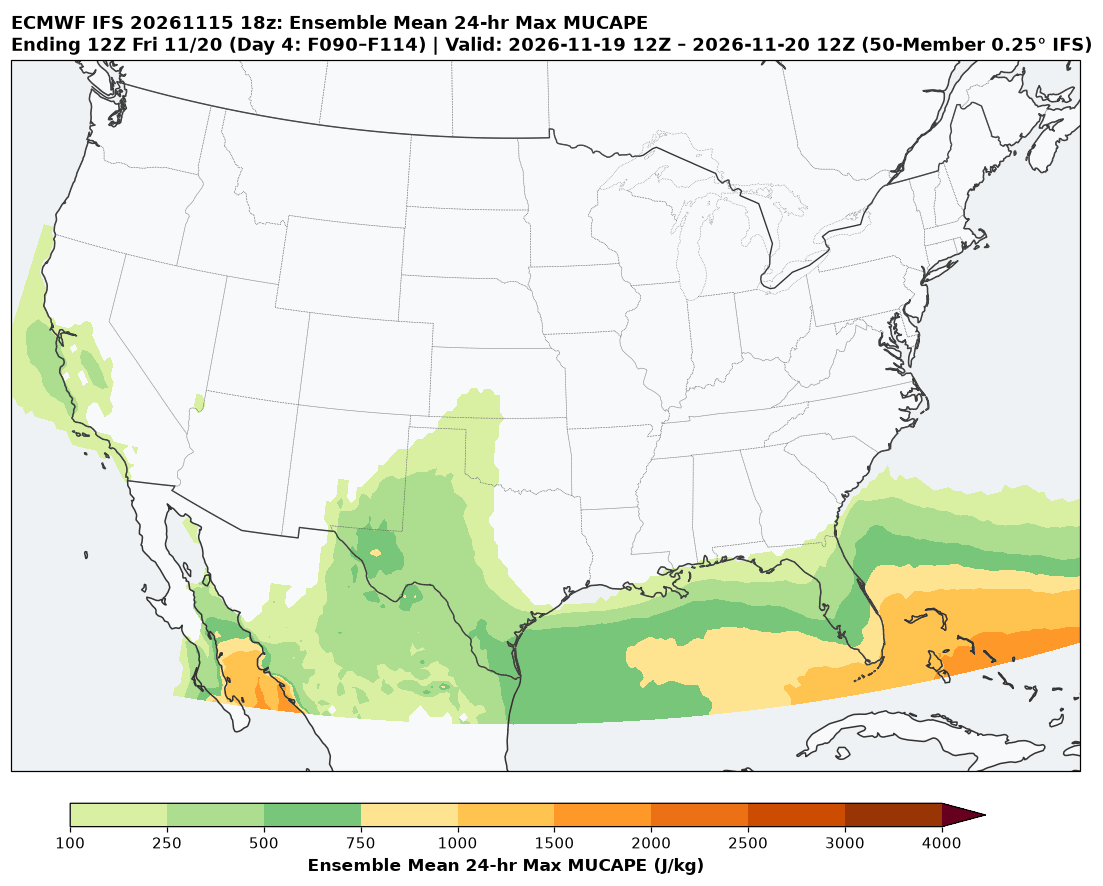 ECMWF IFS 20261115 18z: Ensemble Mean 24-hr Max MUCAPE
Ending 12Z Fri 11/20 (Day 4: F090–F114) | Valid: 2026-11-19 12Z – 2026-11-20 12Z (50-Member 0.25° IFS)
100 250 500 750 1000 1500 2000 2500 3000 4000
Ensemble Mean 24-hr Max MUCAPE (J/kg)